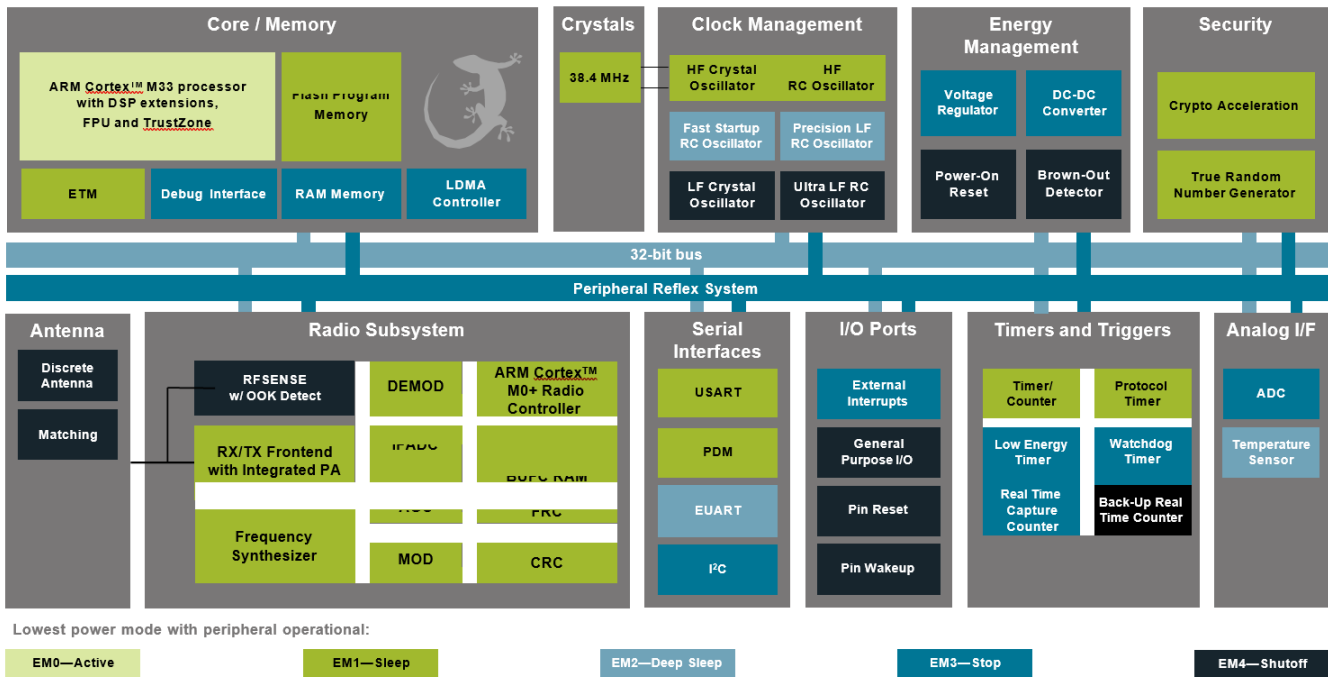 Core / Memory
ARM Cortex™ M33 processor
with DSP extensions,
FPU and TrustZone
Flash Program
Memory
ETM
Debug Interface
RAM Memory
LDMA
Controller
Crystals
38.4 MHz
Clock Management
HF Crystal
Oscillator
HF
RC Oscillator
Fast Startup
RC Oscillator
Precision LF
RC Oscillator
LF Crystal
Oscillator
Ultra LF RC
Oscillator
Energy
Management
Voltage
Regulator
DC-DC
Converter
Power-On
Reset
Brown-Out
Detector
Security
Crypto Acceleration
True Random
Number Generator
32-bit bus
Peripheral Reflex System
Antenna
Discrete
Antenna
Matching
Radio Subsystem
RFSENSE
w/ OOK Detect
RX/TX Frontend
with Integrated PA
Frequency
Synthesizer
DEMOD
IFADC
AGC
MOD
ARM Cortex™
M0+ Radio
Controller
BUFC RAM
FRC
CRC
Serial
Interfaces
USART
PDM
EUART
I²C
I/O Ports
External
Interrupts
General
Purpose I/O
Pin Reset
Pin Wakeup
Timers and Triggers
Timer/
Counter
Protocol
Timer
Low Energy
Timer
Watchdog
Timer
Real Time
Capture
Counter
Back-Up Real
Time Counter
Analog I/F
ADC
Temperature
Sensor
Lowest power mode with peripheral operational:
EM0—Active
EM1—Sleep
EM2—Deep Sleep
EM3—Stop
EM4—Shutoff